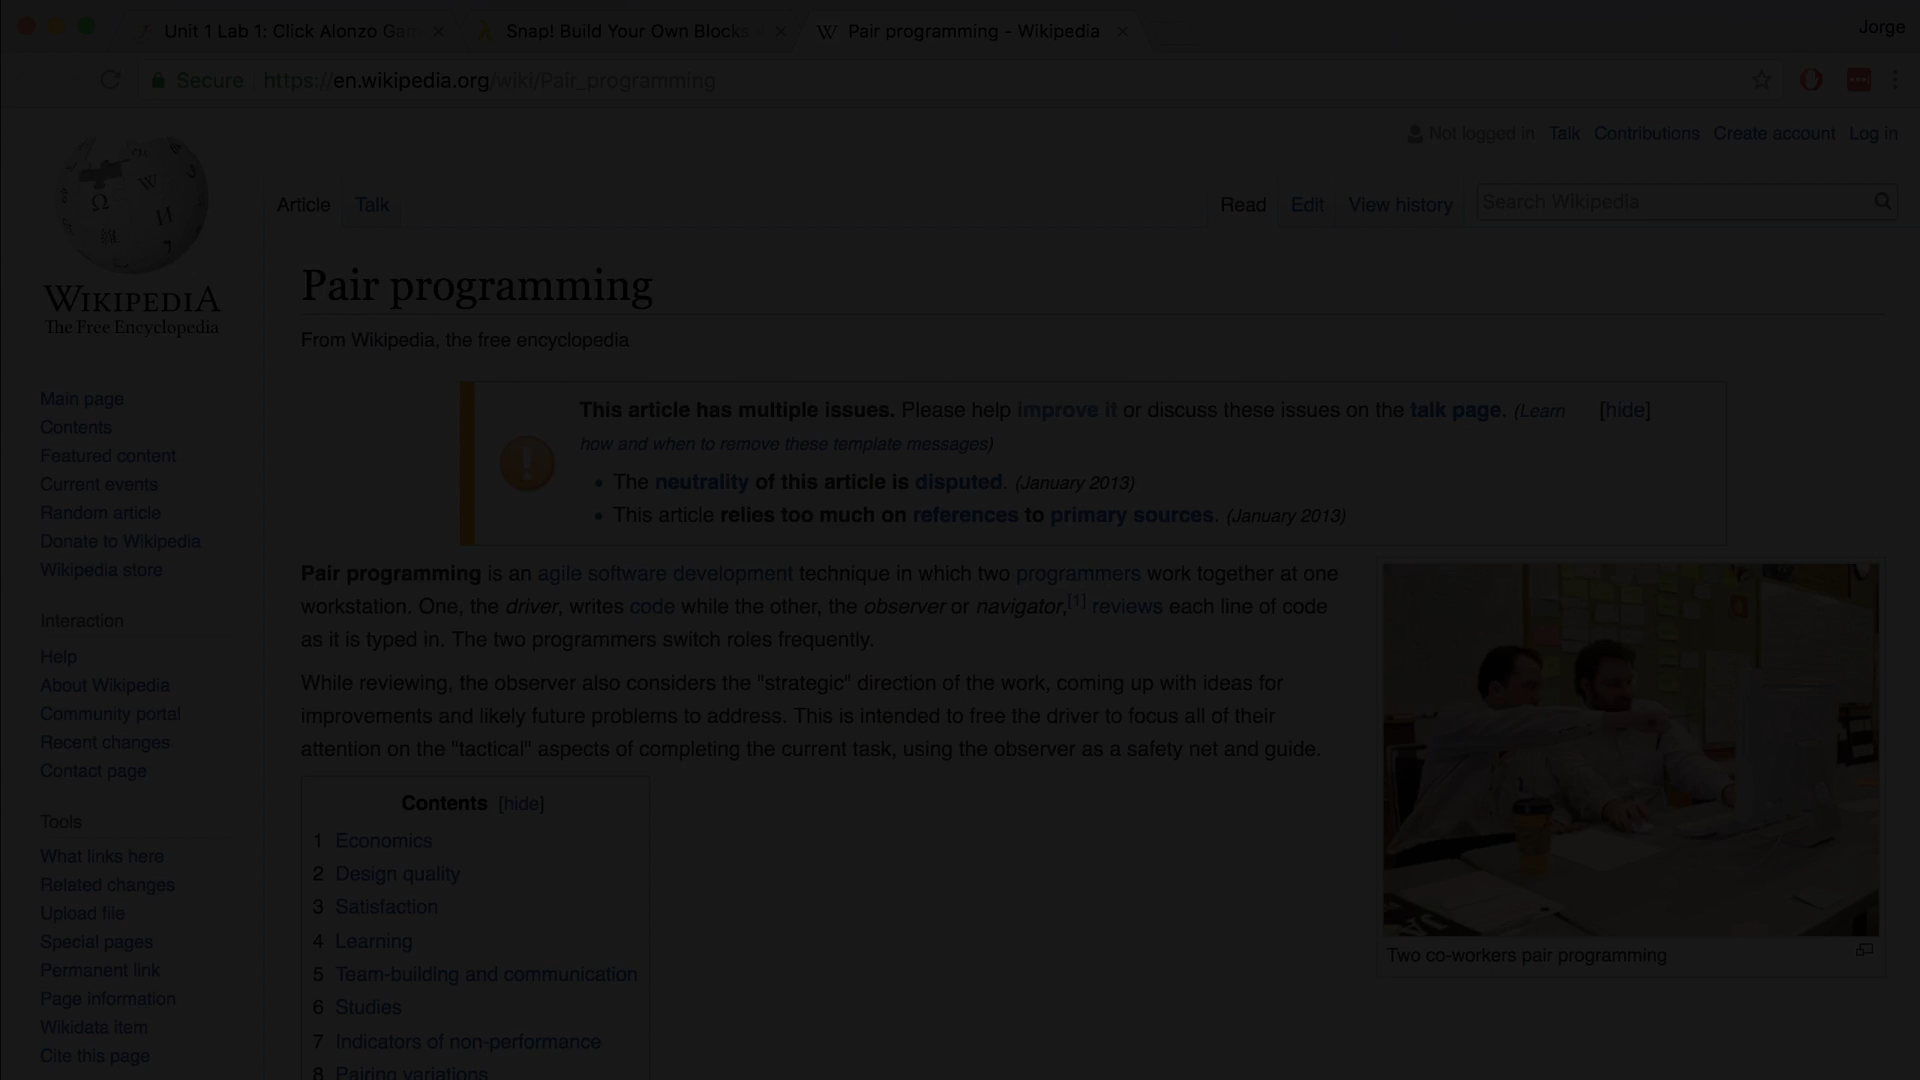 Unit 1 Lab 1: Click Alonzo Gam
Snap! Build Your Own Blocks
Pair programming - Wikipedia
Jorge
Secure https://en.wikipedia.org/wiki/Pair_programming
Not logged in Talk Contributions Create account Log in
Article Talk
Read Edit View history Search Wikipedia
WIKIPEDIA
The Free Encyclopedia
Pair programming
From Wikipedia, the free encyclopedia
This article has multiple issues. Please help improve it or discuss these issues on the talk page. (Learn [hide]
how and when to remove these template messages)
• The neutrality of this article is disputed. (January 2013)
• This article relies too much on references to primary sources. (January 2013)
Pair programming is an agile software development technique in which two programmers work together at one
workstation. One, the driver, writes code while the other, the observer or navigator,[1] reviews each line of code
as it is typed in. The two programmers switch roles frequently.
While reviewing, the observer also considers the "strategic" direction of the work, coming up with ideas for
improvements and likely future problems to address. This is intended to free the driver to focus all of their
attention on the "tactical" aspects of completing the current task, using the observer as a safety net and guide.
Two co-workers pair programming
Contents [hide]
1 Economics
2 Design quality
3 Satisfaction
4 Learning
5 Team-building and communication
6 Studies
7 Indicators of non-performance
8 Pairing variations
Main page
Contents
Featured content
Current events
Random article
Donate to Wikipedia
Wikipedia store
Interaction
Help
About Wikipedia
Community portal
Recent changes
Contact page
Tools
What links here
Related changes
Upload file
Special pages
Permanent link
Page information
Wikidata item
Cite this page